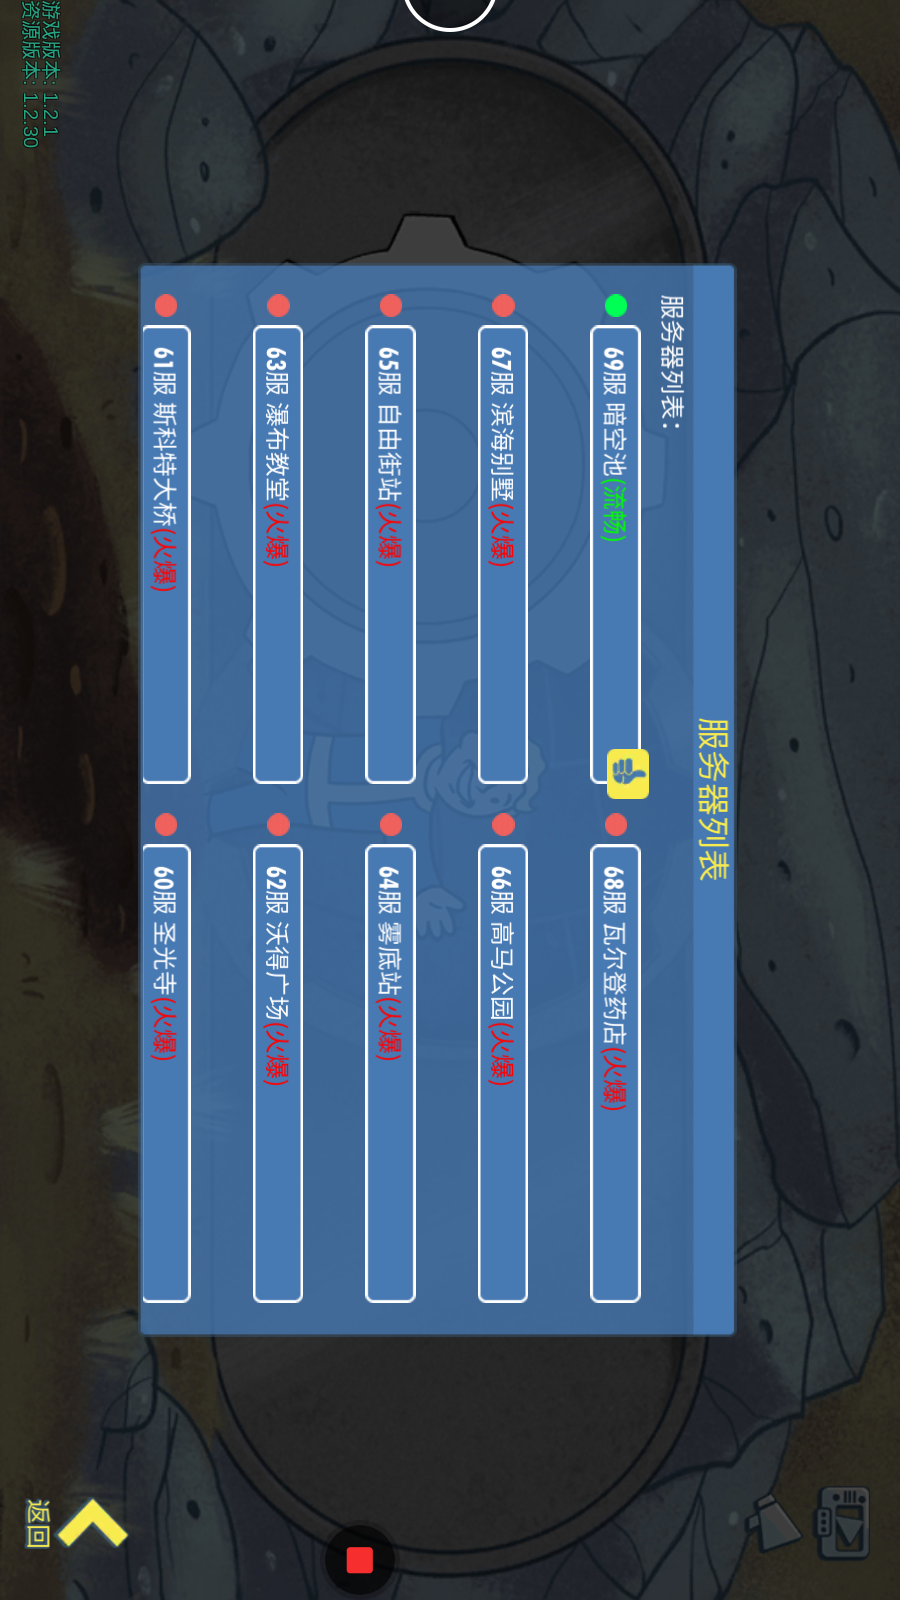 服务器列表
服务器列表：
69服 暗空池(流畅)
68服 瓦尔登药店(火爆)
67服 滨海别墅(火爆)
66服 高马公园(火爆)
65服 自由街站(火爆)
64服 雾底站(火爆)
63服 瀑布教堂(火爆)
62服 沃得广场(火爆)
61服 斯科特大桥(火爆)
60服 圣光寺(火爆)
游戏版本: 1.2.1
资源版本: 1.2.30
返回